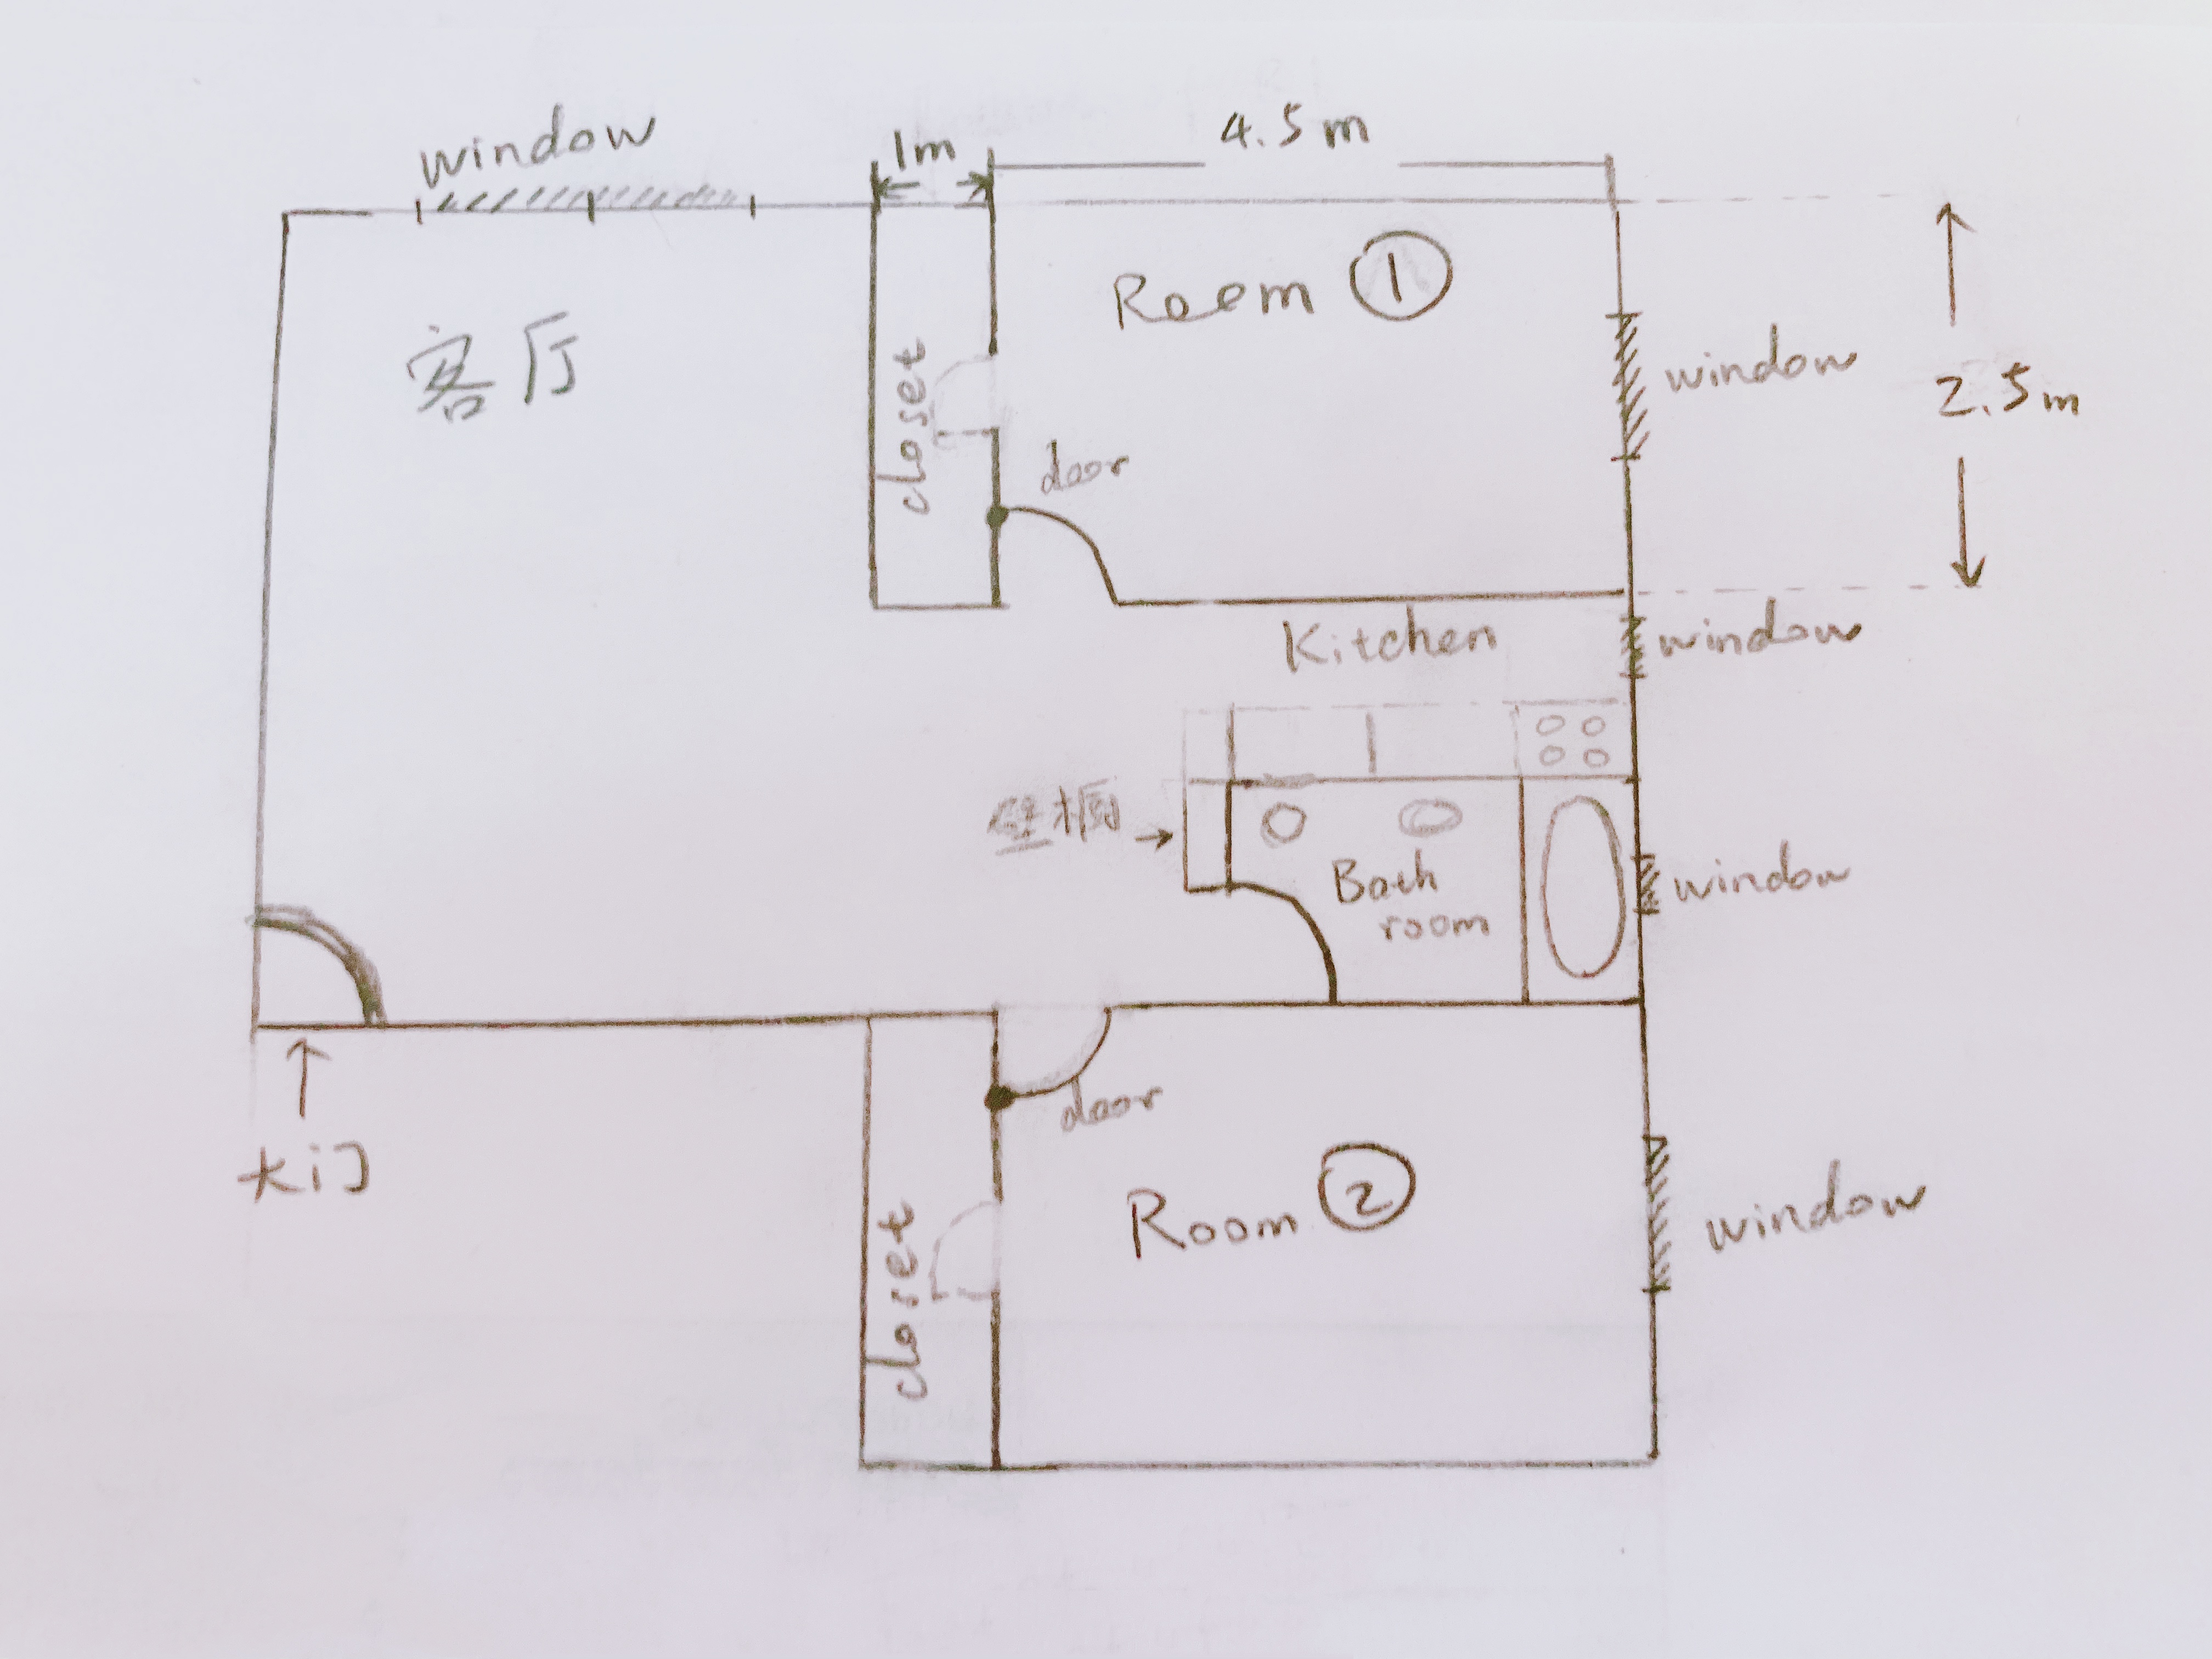 window
1m
4.5m
客厅
Room ①
closet
door
window
2.5m
Kitchen
window
壁橱
Bath
room
window
大门
door
closet
Room ②
window